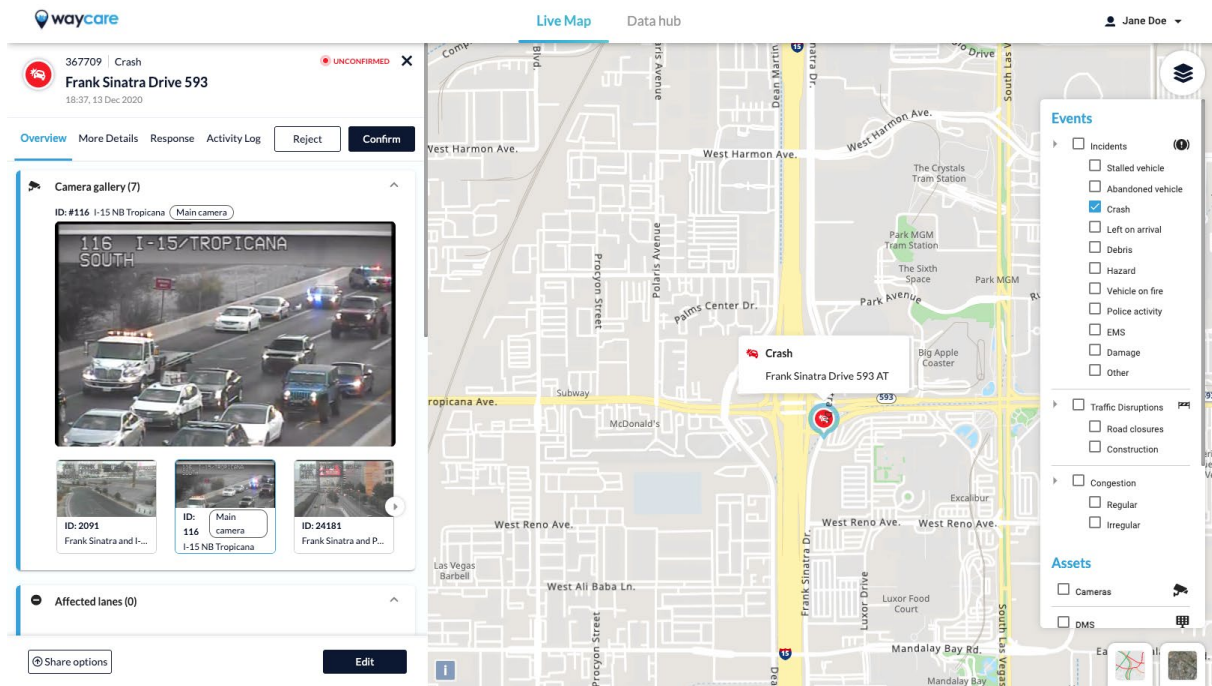 waycare
Live Map
Data hub
Jane Doe
367709 | Crash
UNCONFIRMED
Frank Sinatra Drive 593
18:37, 13 Dec 2020
Overview
More Details
Response
Activity Log
Reject
Confirm
Camera gallery (7)
ID: #116 I-15 NB Tropicana
Main camera
116 I-15/TROPICANA
SOUTH
ID: 2091
Frank Sinatra and I-...
ID:
116
Main
camera
I-15 NB Tropicana
ID: 24181
Frank Sinatra and P...
Affected lanes (0)
Share options
Edit
Blvd.
15
Dean Martin
West Harmon Ave.
West Harmon Ave.
West Harmon Ave.
The Crystals
Tram Station
Park MGM
Tram Station
The Sixth
Space
Park MGM
Park Avenue
Procyon Street
Polaris Avenue
Palms Center Dr.
Crash
Frank Sinatra Drive 593 AT
Big Apple
Coaster
Subway
593
McDonald's
Excalibur
West Reno Ave.
West Reno Ave.
West Reno Ave.
Las Vegas
Barbell
West Ali Baba Ln.
Frank Sinatra Dr.
Luxor Drive
Luxor Food
Court
Procyon Street
South Las Vegas
Mandalay Bay Rd.
15
Mandalay Bay
i
Events
Incidents
Stalled vehicle
Abandoned vehicle
Crash
Left on arrival
Debris
Hazard
Vehicle on fire
Police activity
EMS
Damage
Other
Traffic Disruptions
Road closures
Construction
Congestion
Regular
Irregular
Assets
Cameras
DMS